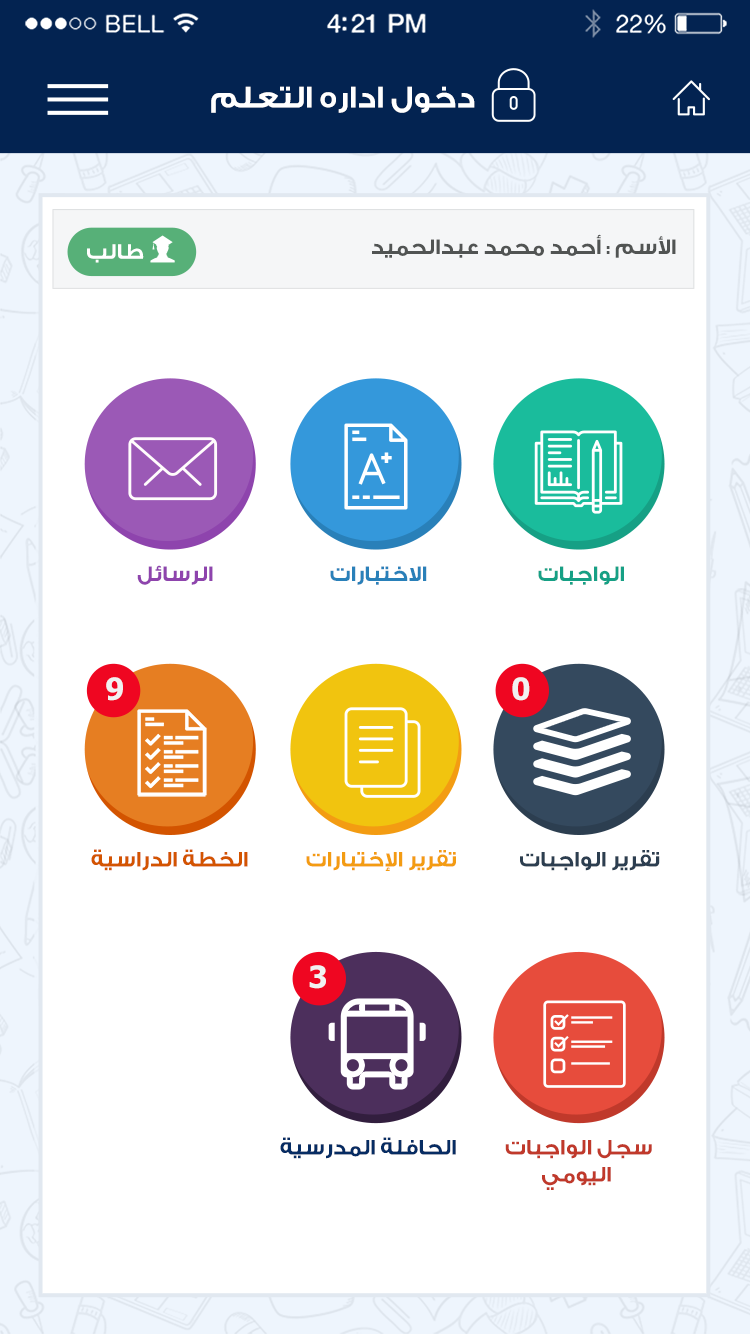 BELL 4:21 PM 22%
دخول اداره التعلم 0
الأسم : أحمد محمد عبدالحميد
طالب
الواجبات
A+
الاختبارات
الرسائل
0
تقرير الواجبات
تقرير الإختبارات
9
الخطة الدراسية
سجل الواجبات
اليومي
3
الحافلة المدرسية